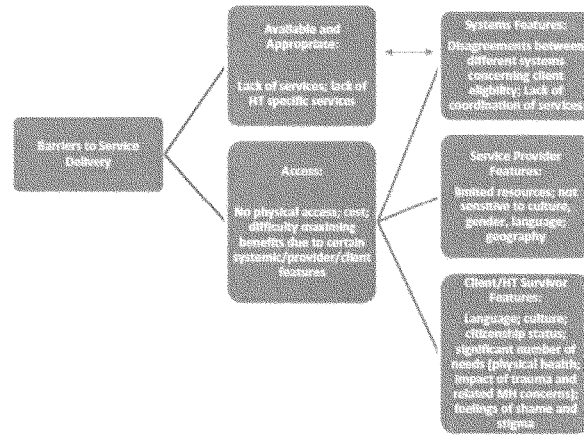 Barriers to Service
Delivery
Available and
Appropriate:
Lack of services; lack of
HT specific services
Access:
No physical access; cost;
difficulty maximing
benefits due to certain
systemic/provider/client
features
Systems Features:
Disagreements between
different systems
concerning client
eligibility; Lack of
coordination of services
Service Provider
Features:
limited resources; not
sensitive to culture,
gender, language;
geography
Client/HT Survivor
Features:
Language; culture;
citizenship status;
significant number of
needs (physical health;
impact of trauma and
related MH concerns);
feelings of shame and
stigma